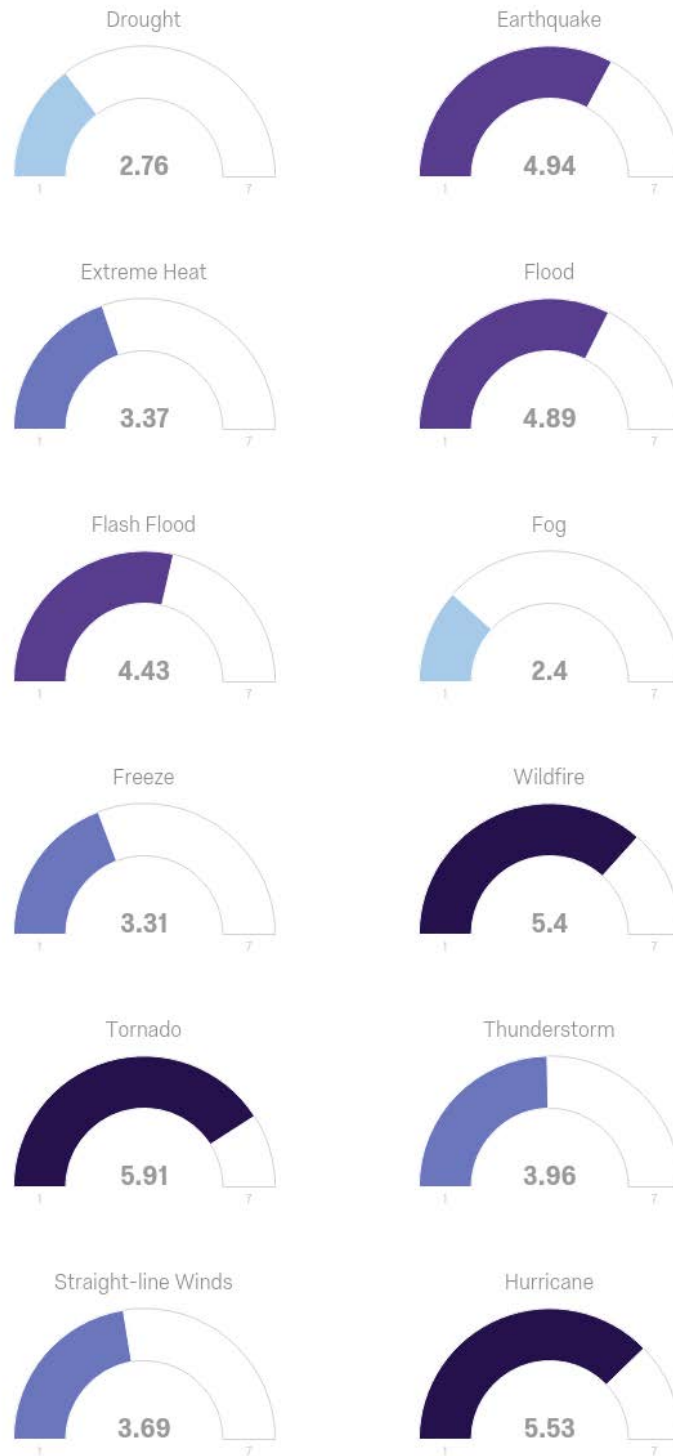 Drought
2.76
1 7
Earthquake
4.94
1 7
Extreme Heat
3.37
1 7
Flood
4.89
1 7
Flash Flood
4.43
1 7
Fog
2.4
1 7
Freeze
3.31
1 7
Wildfire
5.4
1 7
Tornado
5.91
1 7
Thunderstorm
3.96
1 7
Straight-line Winds
3.69
1 7
Hurricane
5.53
1 7